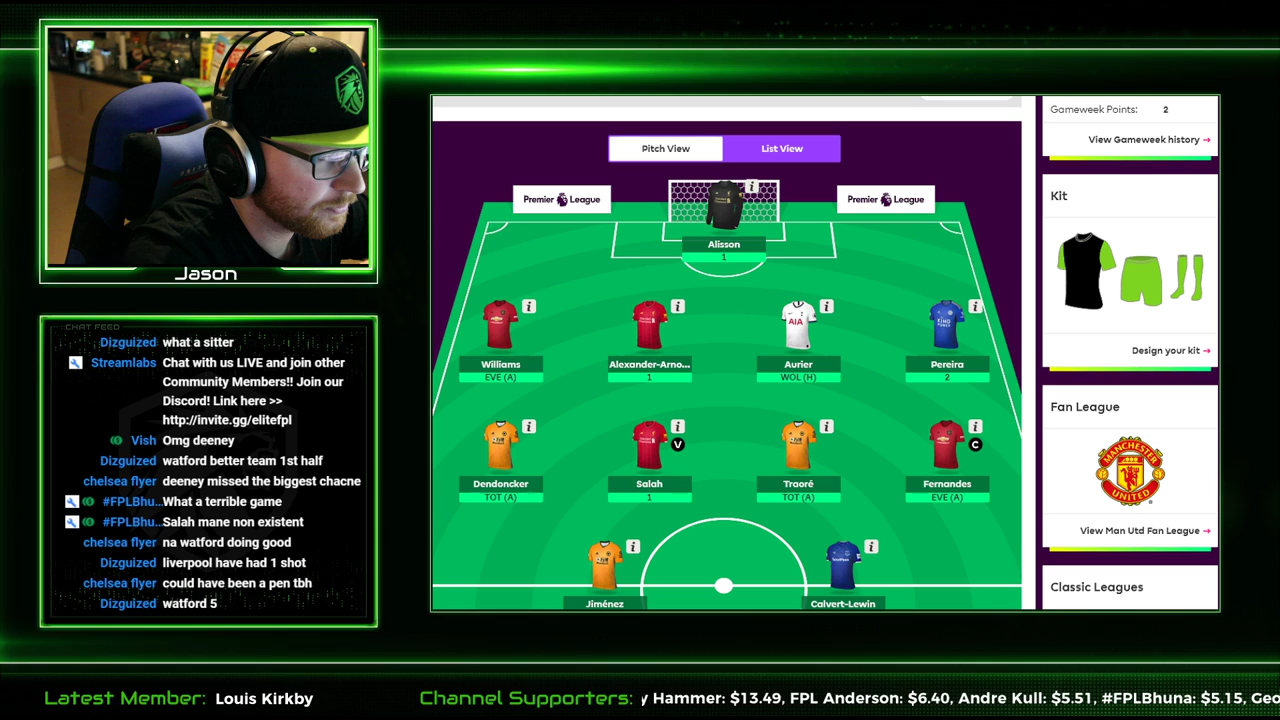 Jason
CHAT FEED
Dizguized what a sitter
Streamlabs Chat with us LIVE and join other
Community Members!! Join our
Discord! Link here >>
http://invite.gg/elitefpl
Vish Omg deeney
Dizguized watford better team 1st half
chelsea flyer deeney missed the biggest chacne
#FPLBhu... What a terrible game
#FPLBhu... Salah mane non existent
chelsea flyer na watford doing good
Dizguized liverpool have had 1 shot
chelsea flyer could have been a pen tbh
Dizguized watford 5
Pitch View List View
Premier League Premier League
Alisson
1
Williams Alexander-Arno... Aurier Pereira
EVE (A) 1 WOL (H) 2
AIA
KING POWER
V
C
Dendoncker Salah Traoré Fernandes
TOT (A) 1 TOT (A) EVE (A)
Jiménez Calvert-Lewin
Gameweek Points: 2
View Gameweek history →
Kit
Design your kit →
Fan League
MANCHESTER
UNITED
View Man Utd Fan League →
Classic Leagues
Latest Member: Louis Kirkby
Channel Supporters: y Hammer: $13.49, FPL Anderson: $6.40, Andre Kull: $5.51, #FPLBhuna: $5.15, Geo